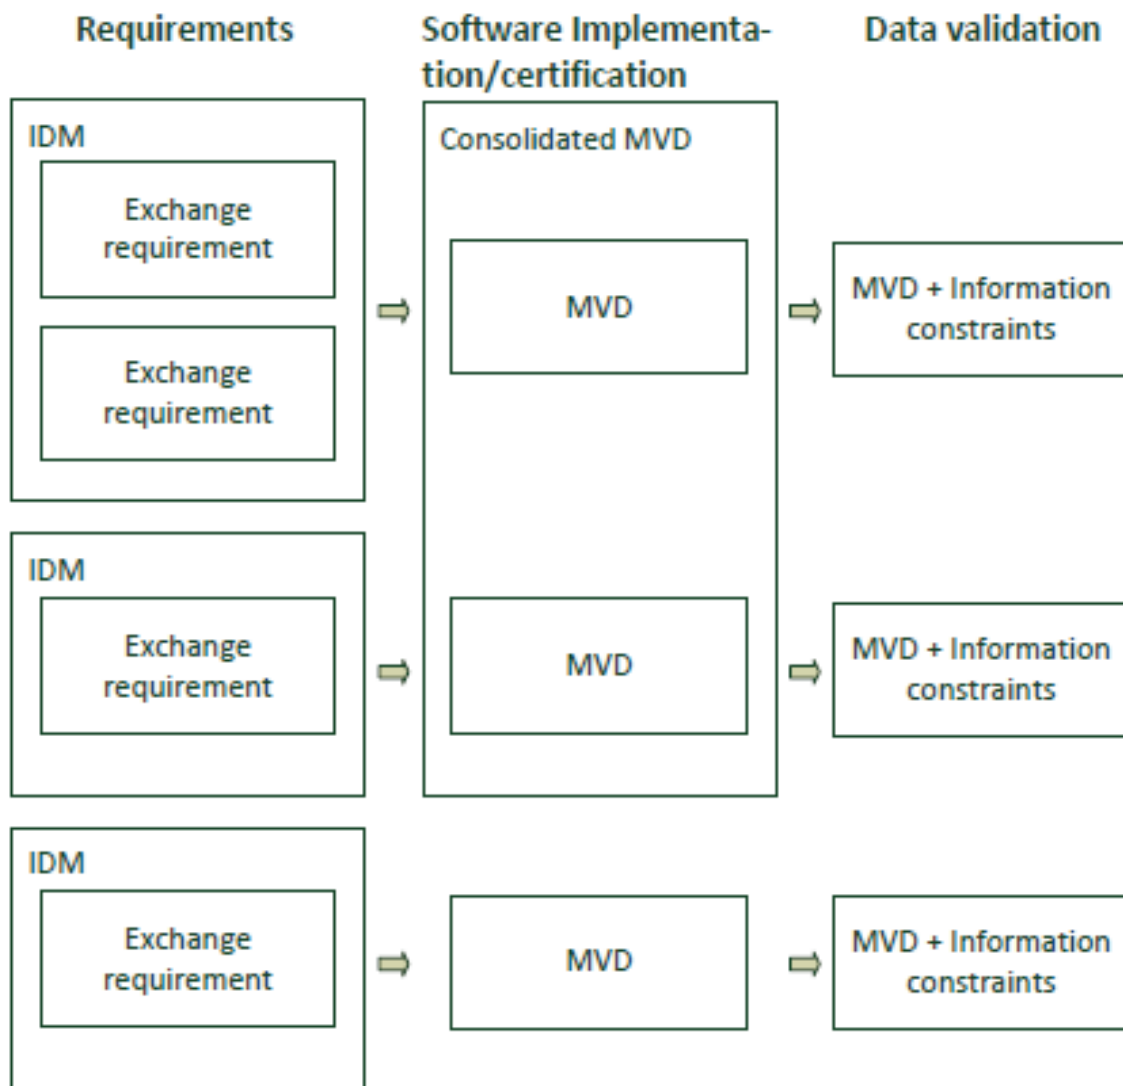 Requirements
Software Implementa-
tion/certification
Data validation
IDM
Exchange
requirement
Exchange
requirement
Consolidated MVD
MVD
MVD + Information
constraints
IDM
Exchange
requirement
MVD
MVD + Information
constraints
IDM
Exchange
requirement
MVD
MVD + Information
constraints